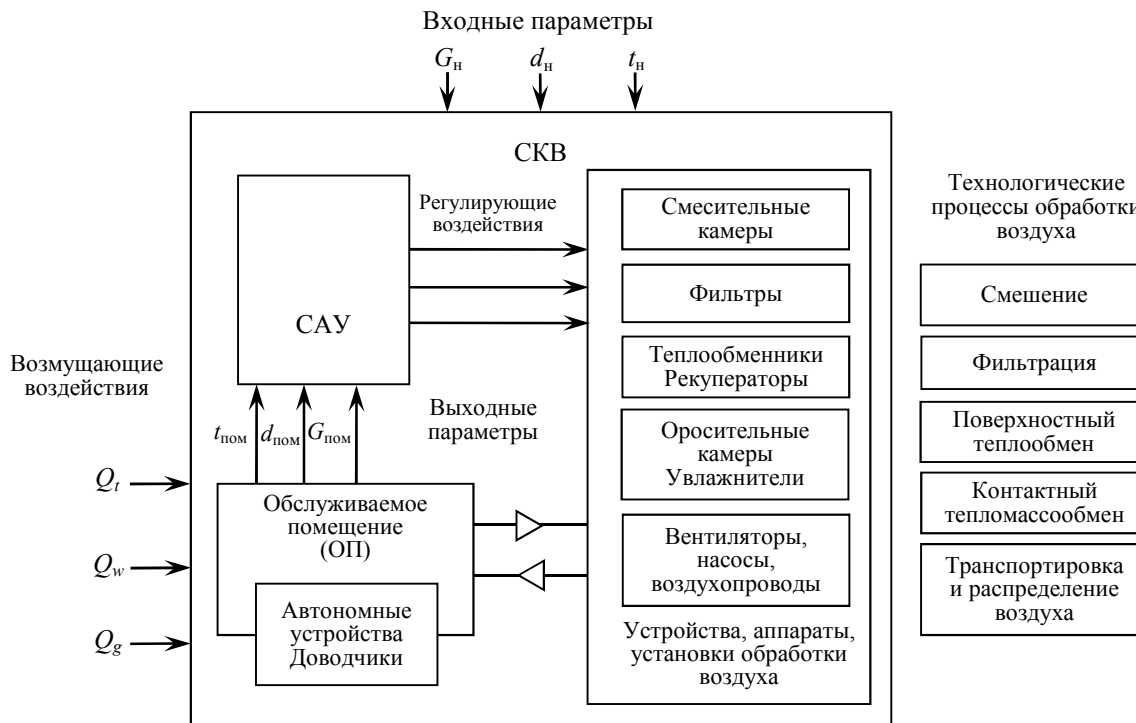 Входные параметры
Gн dн tн
СКВ
САУ
Регулирующие
воздействия
Смесительные
камеры
Фильтры
Теплообменники
Рекуператоры
Оросительные
камеры
Увлажнители
Вентиляторы,
насосы,
воздухопроводы
Устройства, аппараты,
установки обработки
воздуха
Технологические
процессы обработки
воздуха
Смешение
Фильтрация
Поверхностный
теплообмен
Контактный
тепломассообмен
Транспортировка
и распределение
воздуха
Возмущающие
воздействия
Qt
Qw
Qg
tпом dпом Gпом
Выходные
параметры
Обслуживаемое
помещение
(ОП)
Автономные
устройства
Доводчики